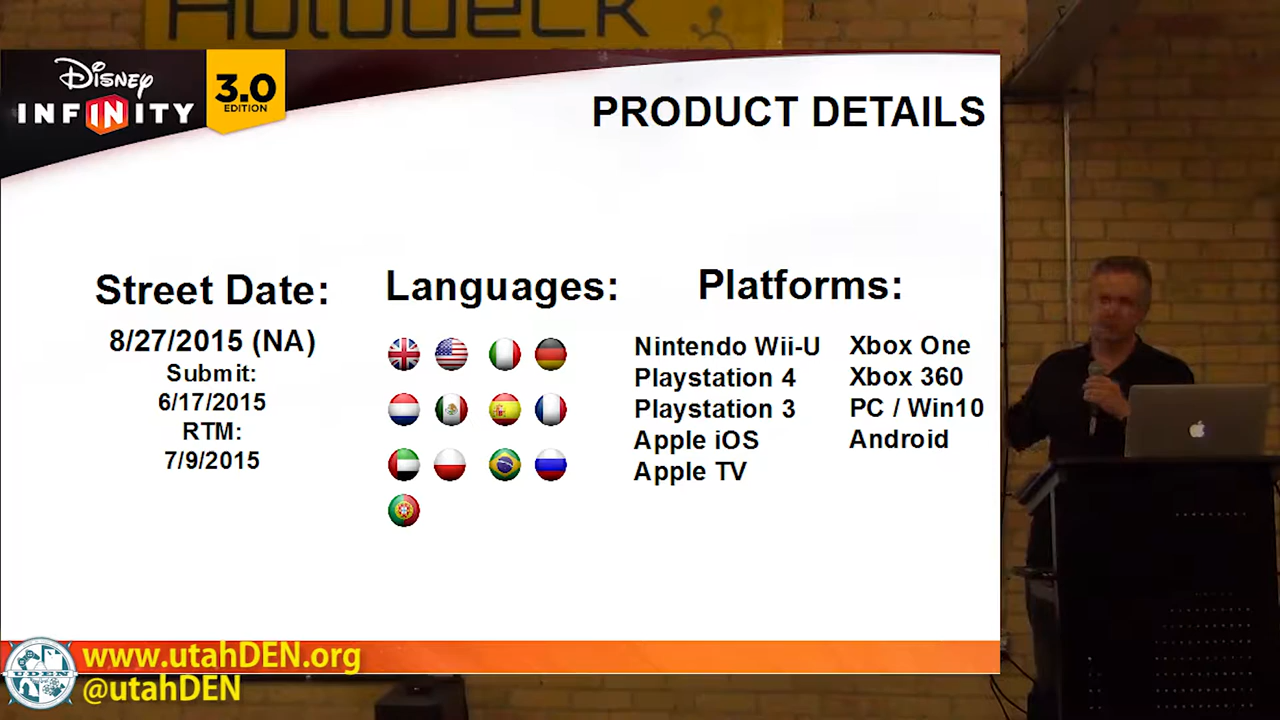 Holodeck
DISNEY
INFINITY
3.0
EDITION
PRODUCT DETAILS
Street Date:
8/27/2015 (NA)
Submit:
6/17/2015
RTM:
7/9/2015
Languages:
Platforms:
Nintendo Wii-U
Playstation 4
Playstation 3
Apple iOS
Apple TV
Xbox One
Xbox 360
PC / Win10
Android
UDEN
www.utahDEN.org
@utahDEN